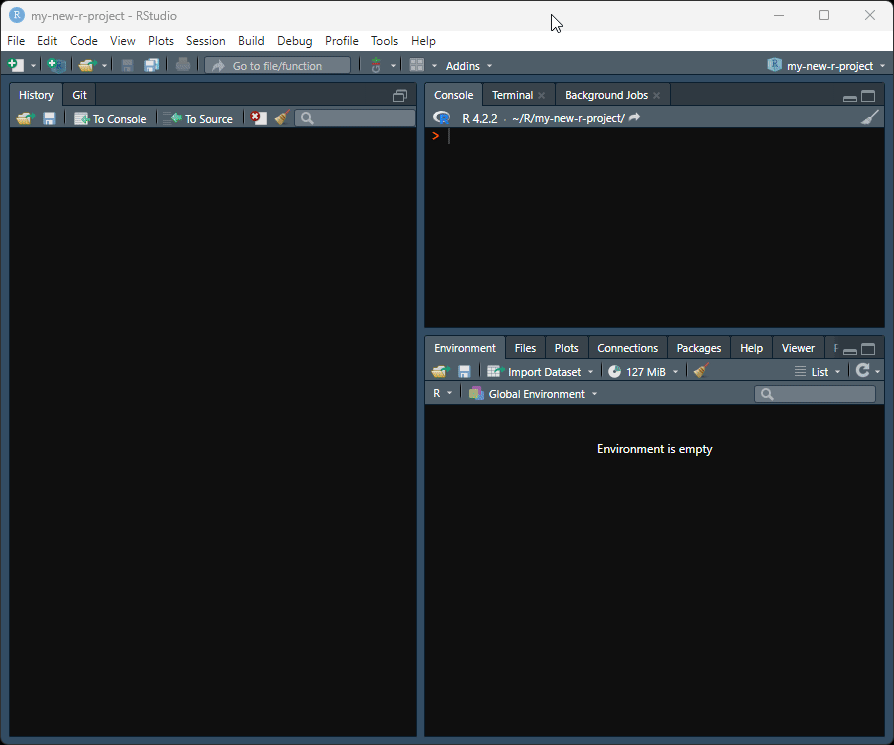 my-new-r-project - RStudio
File Edit Code View Plots Session Build Debug Profile Tools Help
Go to file/function Addins my-new-r-project
History Git
To Console To Source
Console Terminal Background Jobs
R 4.2.2 · ~/R/my-new-r-project/
>
Environment Files Plots Connections Packages Help Viewer
Import Dataset 127 MiB List
R Global Environment
Environment is empty